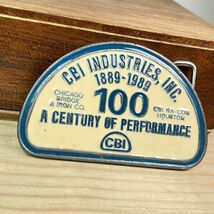 CBI INDUSTRIES, INC.
1889-1989
CHICAGO
BRIDGE
& IRON CO.
100
CBI NA-CON
HOUSTON
A CENTURY OF PERFORMANCE
CBI